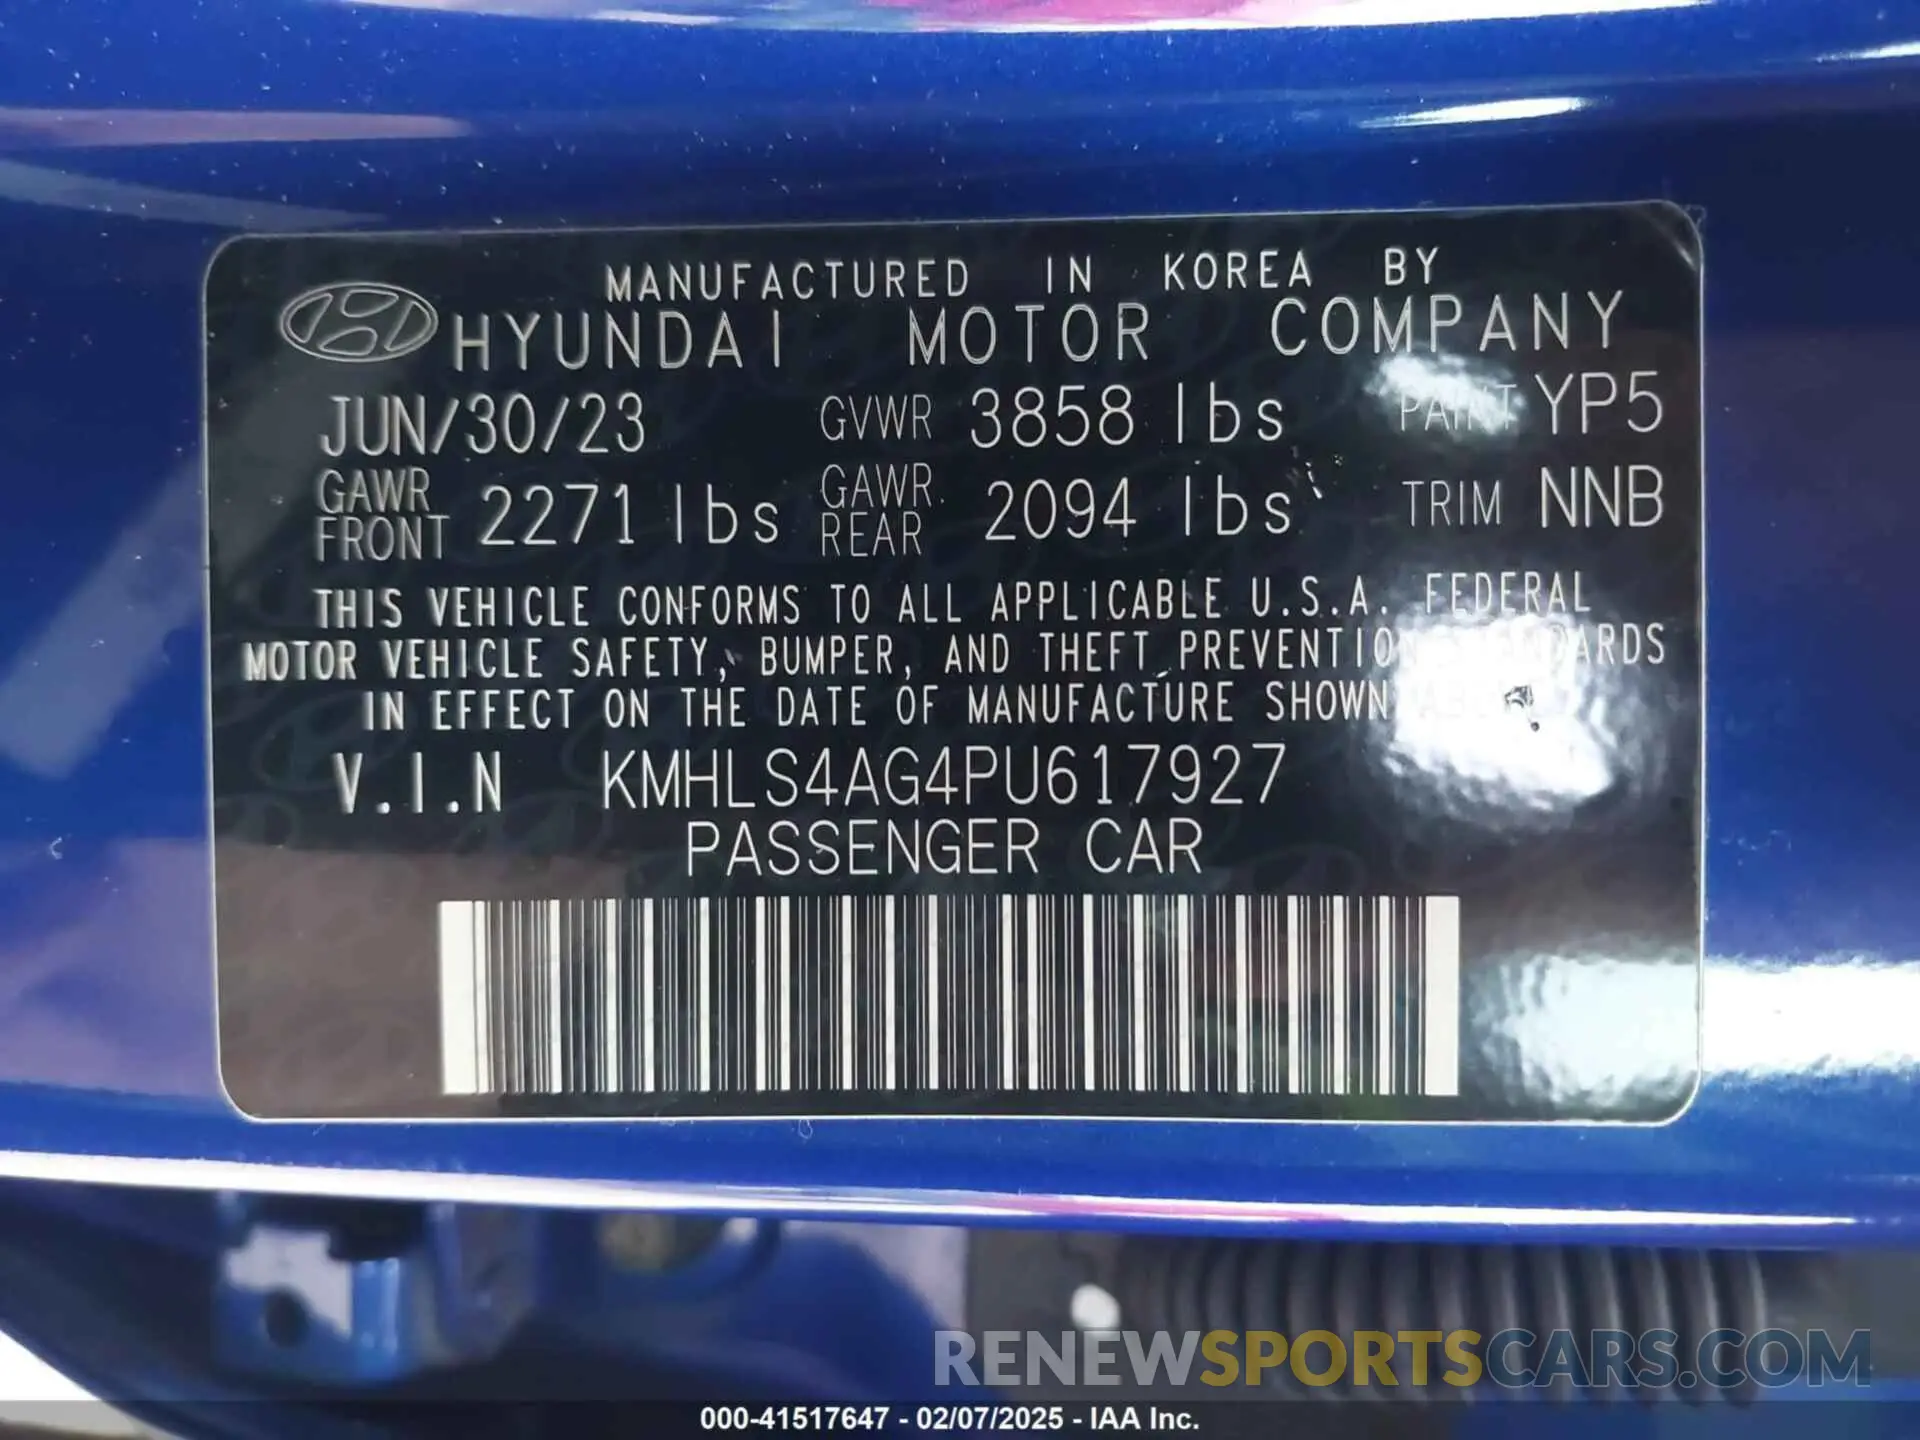 MANUFACTURED IN KOREA BY
HYUNDAI MOTOR COMPANY
JUN/30/23 GVWR 3858 lbs PAINT YP5
GAWR FRONT 2271 lbs GAWR REAR 2094 lbs TRIM NNB
THIS VEHICLE CONFORMS TO ALL APPLICABLE U.S.A. FEDERAL
MOTOR VEHICLE SAFETY, BUMPER, AND THEFT PREVENTION STANDARDS
IN EFFECT ON THE DATE OF MANUFACTURE SHOWN
V.I.N KMHLS4AG4PU617927
PASSENGER CAR
RENEWSPORTSCARS.COM
000-41517647 - 02/07/2025 - IAA Inc.